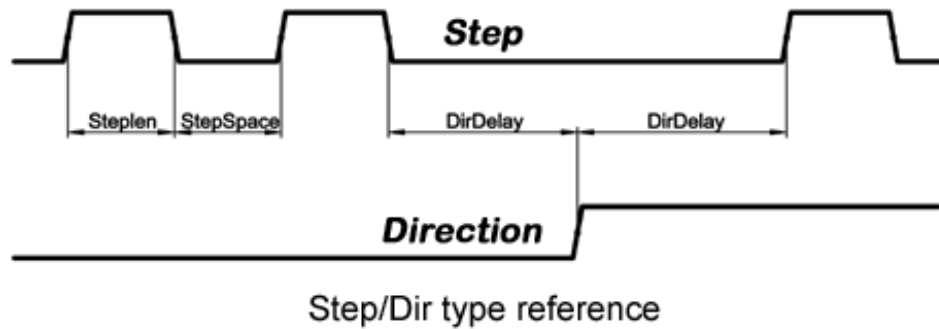 Step
Steplen StepSpace DirDelay DirDelay
Direction
Step/Dir type reference